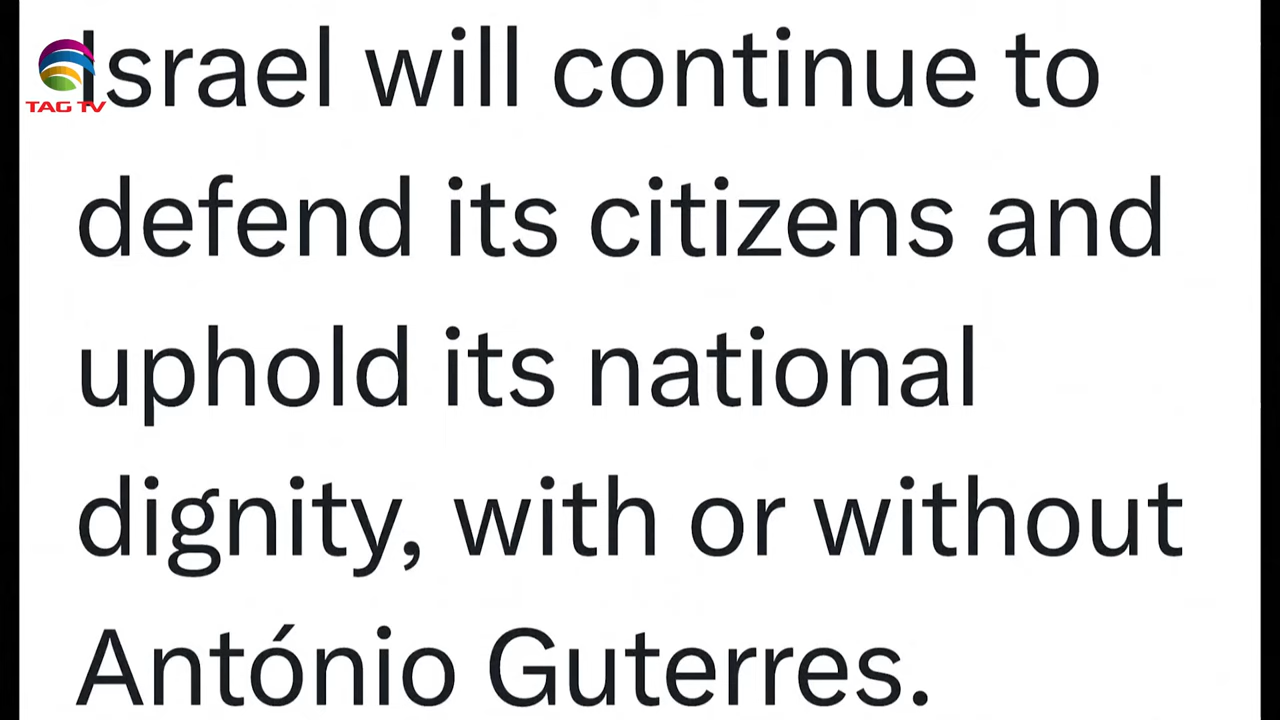 Israel will continue to
defend its citizens and
uphold its national
dignity, with or without
António Guterres.
TAG TV